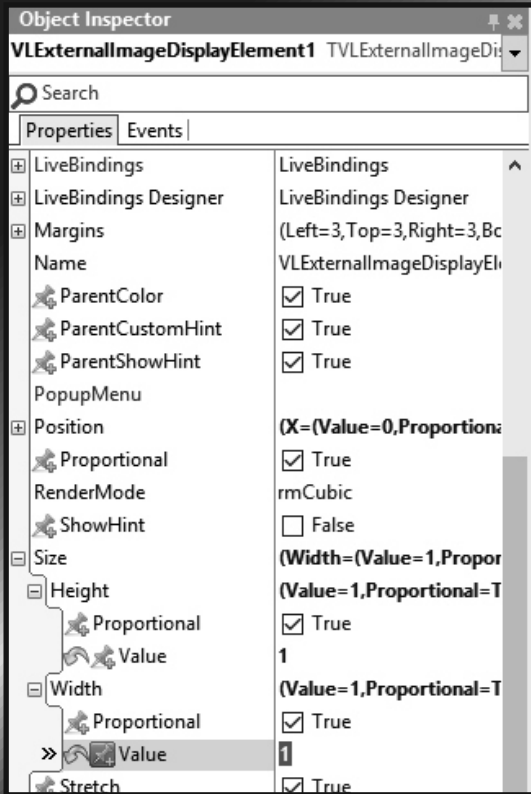 Object Inspector
VLExternalImageDisplayElement1 TVLExternalImageDis
Search
Properties Events
LiveBindings LiveBindings
LiveBindings Designer LiveBindings Designer
Margins (Left=3,Top=3,Right=3,Bo
Name VLExternalImageDisplayEl
ParentColor True
ParentCustomHint True
ParentShowHint True
PopupMenu
Position (X=(Value=0,Proportiona
Proportional True
RenderMode rmCubic
ShowHint False
Size (Width=(Value=1,Propor
Height (Value=1,Proportional=T
Proportional True
Value 1
Width (Value=1,Proportional=T
Proportional True
Value 1
Stretch True